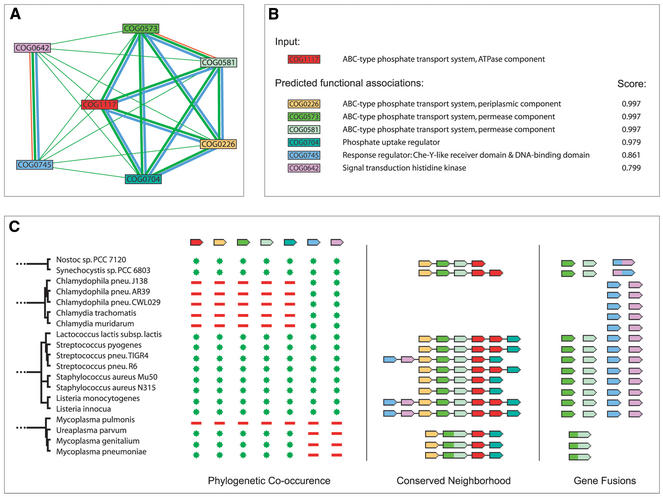 A
COG0573
COG0642
COG0581
COG1117
COG0226
COG0745
COG0704
B
Input:
COG1117 ABC-type phosphate transport system, ATPase component
Predicted functional associations: Score:
COG0226 ABC-type phosphate transport system, periplasmic component 0.997
COG0573 ABC-type phosphate transport system, permease component 0.997
COG0581 ABC-type phosphate transport system, permease component 0.997
COG0704 Phosphate uptake regulator 0.979
COG0745 Response regulator: Che-Y-like receiver domain & DNA-binding domain 0.861
COG0642 Signal transduction histidine kinase 0.799
C
Nostoc sp. PCC 7120
Synechocystis sp. PCC 6803
Chlamydophila pneu. J138
Chlamydophila pneu. AR39
Chlamydophila pneu. CWL029
Chlamydia trachomatis
Chlamydia muridarum
Lactococcus lactis subsp. lactis
Streptococcus pyogenes
Streptococcus pneu. TIGR4
Streptococcus pneu. R6
Staphylococcus aureus Mu50
Staphylococcus aureus N315
Listeria monocytogenes
Listeria innocua
Mycoplasma pulmonis
Ureaplasma parvum
Mycoplasma genitalium
Mycoplasma pneumoniae
Phylogenetic Co-occurence Conserved Neighborhood Gene Fusions